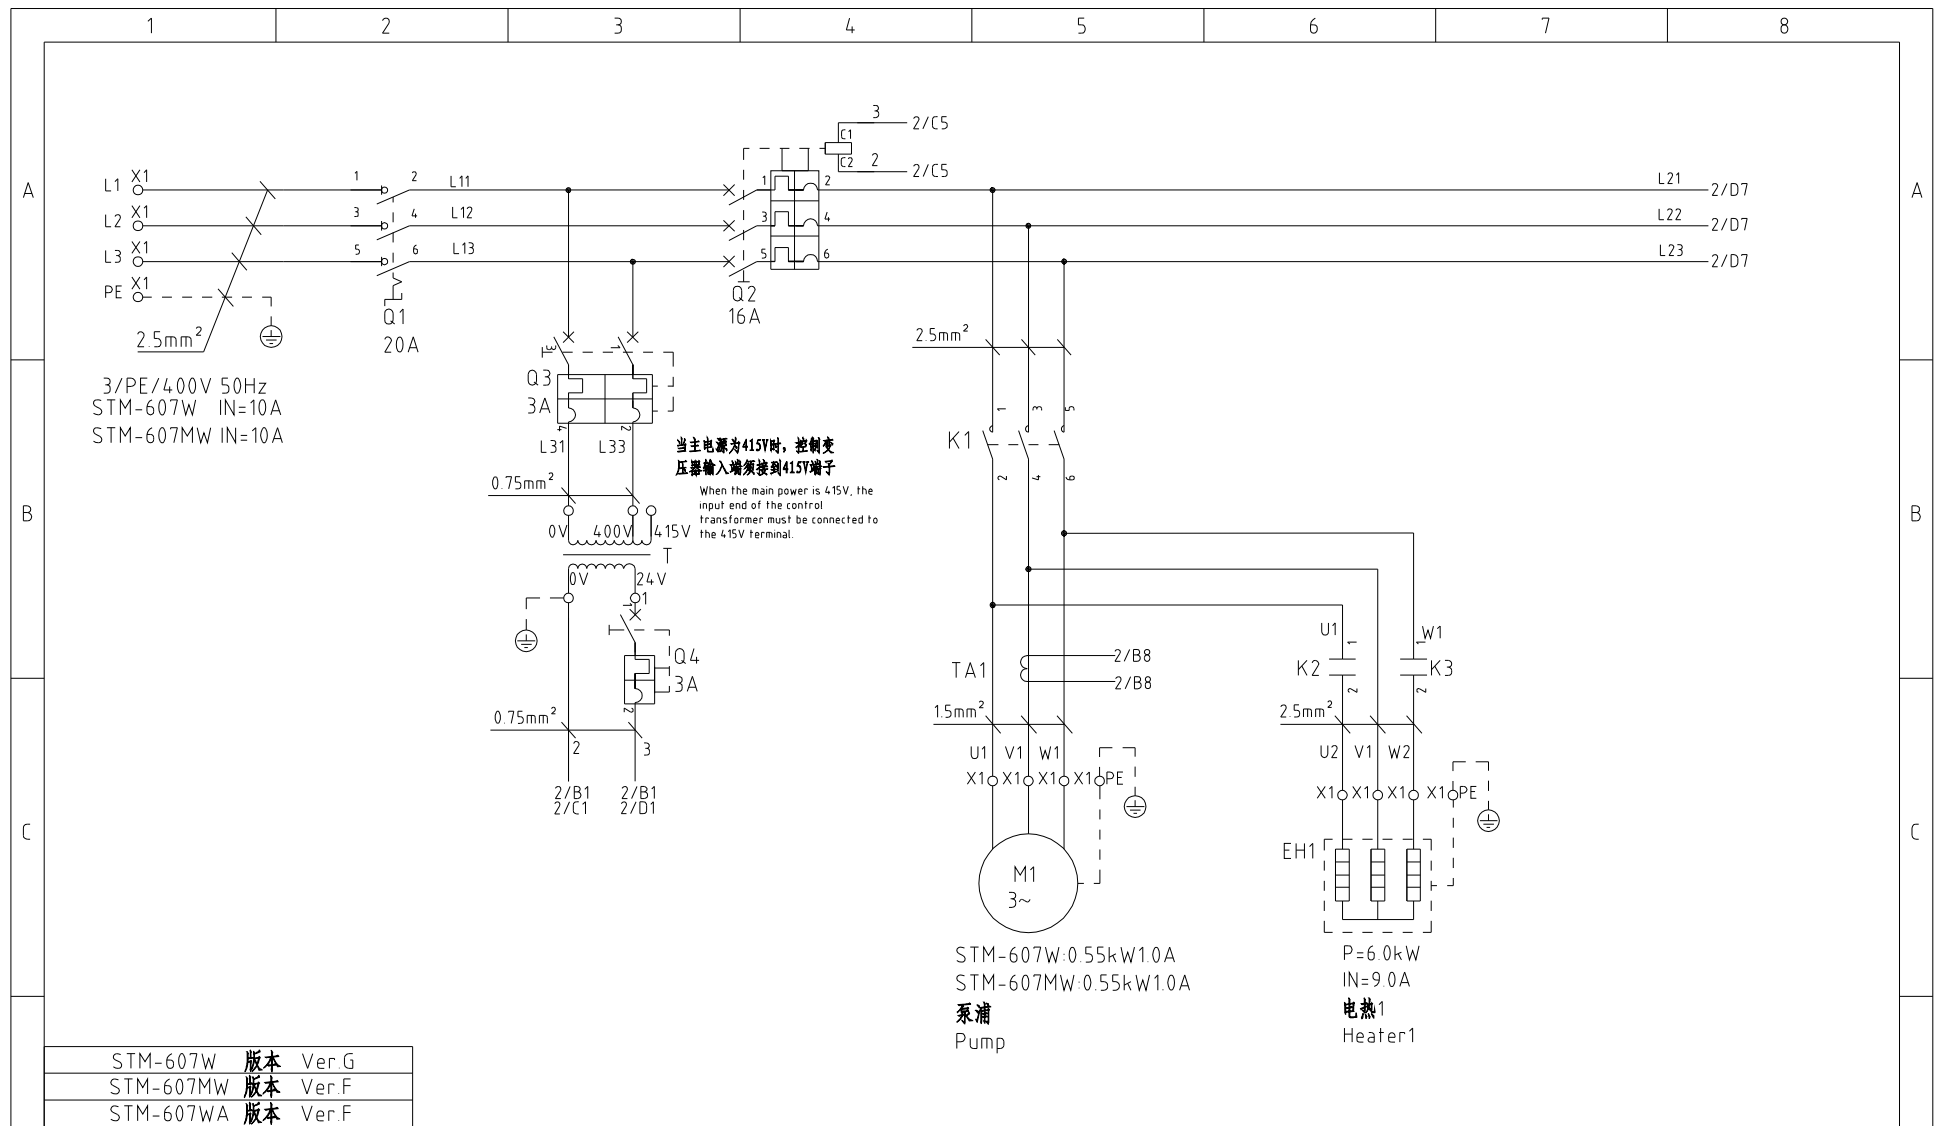 1 2 3 4 5 6 7 8
3 2/C5
C1
C2 2 2/C5
A A
L1 X1 1 2 L11 1 2 L21 2/D7
L2 X1 3 4 L12 3 4 L22 2/D7
L3 X1 5 6 L13 5 6 L23 2/D7
PE X1
Q1
20A
Q2
16A
2.5mm²
2.5mm²
3/PE/400V 50Hz
STM-607W IN=10A
STM-607MW IN=10A
3 1
Q3
3A
4 2
L31 L33
当主电源为415V时，控制变
压器输入端须接到415V端子
When the main power is 415V, the
input end of the control
transformer must be connected to
the 415V terminal.
0.75mm²
0V 400V 415V
T
0V 24V
1
1
Q4
3A
2
0.75mm²
2 3
2/B1 2/B1
2/C1 2/D1
1 3 5
K1
2 4 6
B B
U1 1 W1 1
K2 K3
2 2
TA1 2/B8
2/B8
1.5mm²
2.5mm²
U1 V1 W1
X1 X1 X1 X1 PE
U2 V1 W2
X1 X1 X1 X1 PE
C C
M1
3~
EH1
STM-607W:0.55kW1.0A
STM-607MW:0.55kW1.0A
泵浦
Pump
P=6.0kW
IN=9.0A
电热1
Heater1
STM-607W 版本 Ver.G
STM-607MW 版本 Ver.F
STM-607WA 版本 Ver.F